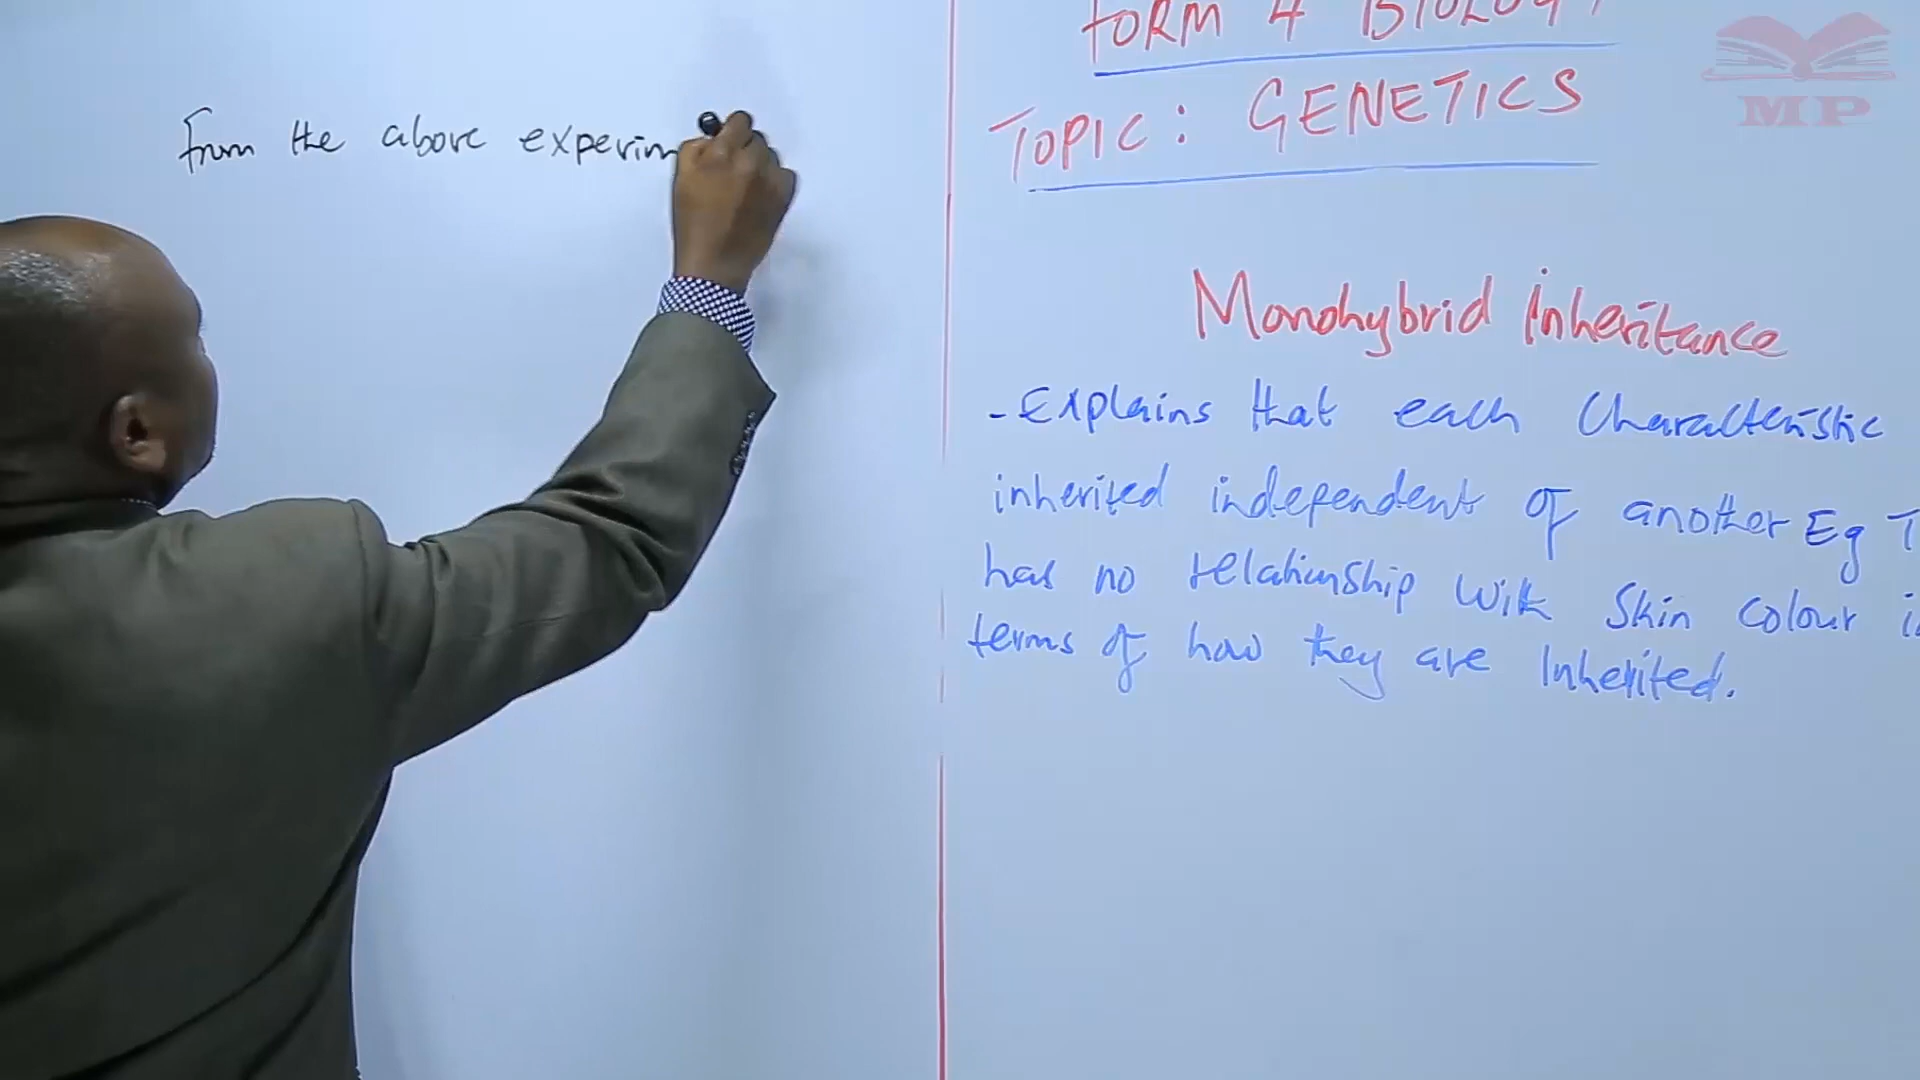 From the above experim
FORM 4 BIOLOGY
TOPIC: GENETICS
Monohybrid Inheritance
- Explains that each Characteristic
inherited independent of another Eg T
has no relationship with Skin colour in
terms of how they are Inherited.
MP